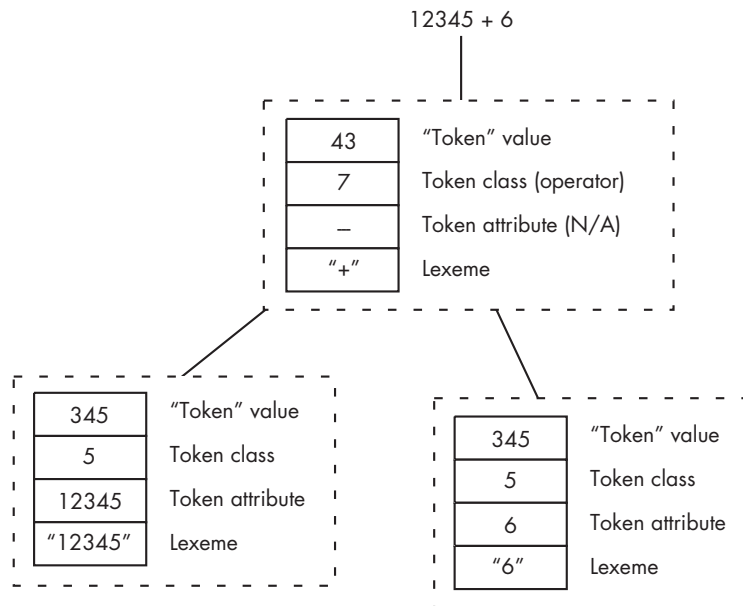 12345 + 6
43 “Token” value
7 Token class (operator)
– Token attribute (N/A)
“+” Lexeme
345 “Token” value
5 Token class
12345 Token attribute
“12345” Lexeme
345 “Token” value
5 Token class
6 Token attribute
“6” Lexeme